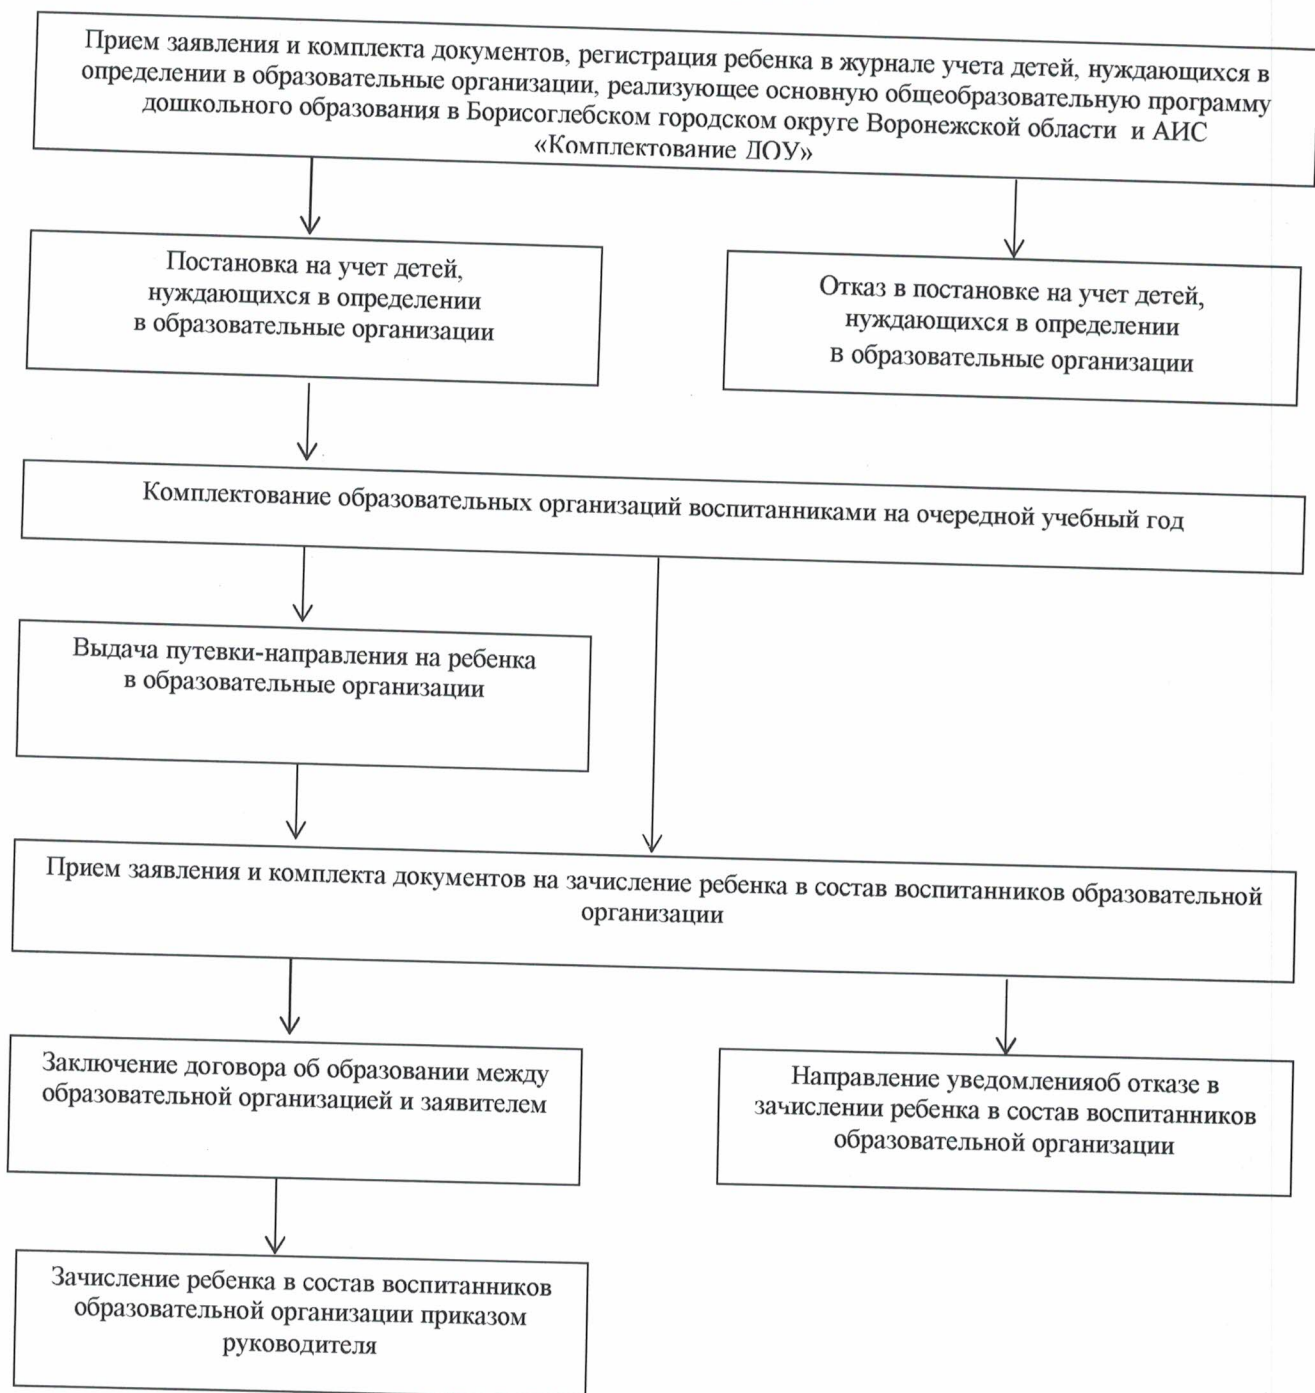 Прием заявления и комплекта документов, регистрация ребенка в журнале учета детей, нуждающихся в
определении в образовательные организации, реализующее основную общеобразовательную программу
дошкольного образования в Борисоглебском городском округе Воронежской области и АИС
«Комплектование ДОУ»
Постановка на учет детей,
нуждающихся в определении
в образовательные организации
Отказ в постановке на учет детей,
нуждающихся в определении
в образовательные организации
Комплектование образовательных организаций воспитанниками на очередной учебный год
Выдача путевки-направления на ребенка
в образовательные организации
Прием заявления и комплекта документов на зачисление ребенка в состав воспитанников образовательной
организации
Заключение договора об образовании между
образовательной организацией и заявителем
Направление уведомленияоб отказе в
зачислении ребенка в состав воспитанников
образовательной организации
Зачисление ребенка в состав воспитанников
образовательной организации приказом
руководителя